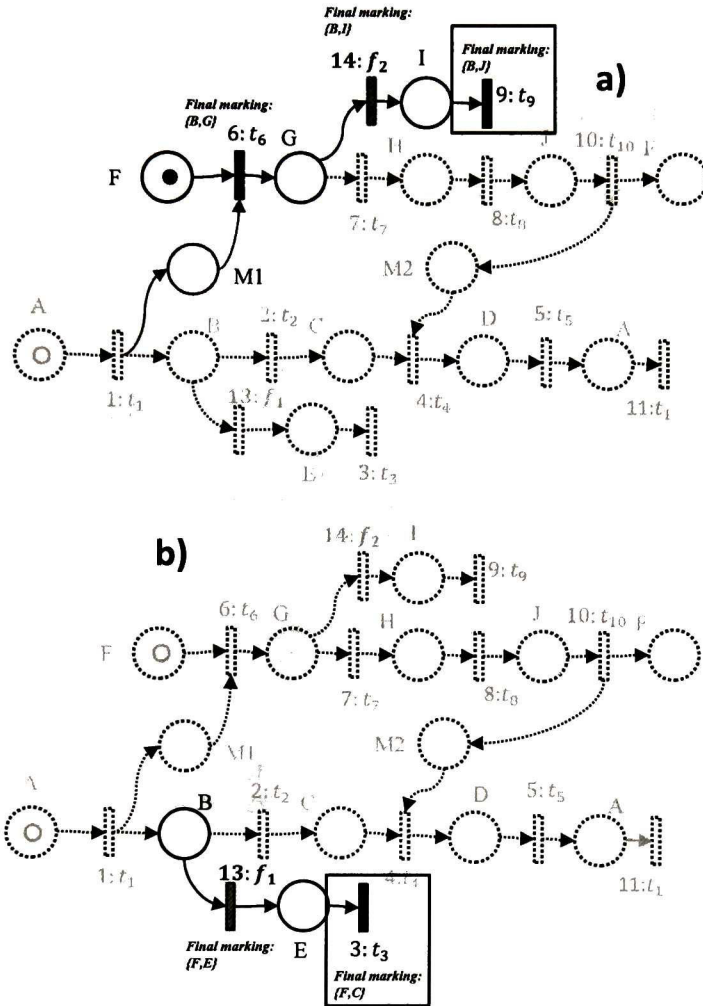 Final marking:
{B,I}
14: f₂
I
Final marking:
{B,J}
9: t₉
a)
Final marking:
{B,G}
6: t₆
G
F
H
J
10: t₁₀ F
7: t₇
8: t₈
M1
M2
A
B
2: t₂
C
D
5: t₅
A
1: t₁
13: f₁
4: t₄
11: t₁
E
3: t₃
b)
14: f₂
I
9: t₉
6: t₆
G
H
J
10: t₁₀ F
F
7: t₇
8: t₈
M1
M2
A
B
2: t₂
C
D
5: t₅
A
1: t₁
13: f₁
4: t₄
11: t₁
Final marking:
{F,E}
E
3: t₃
Final marking:
{F,C}